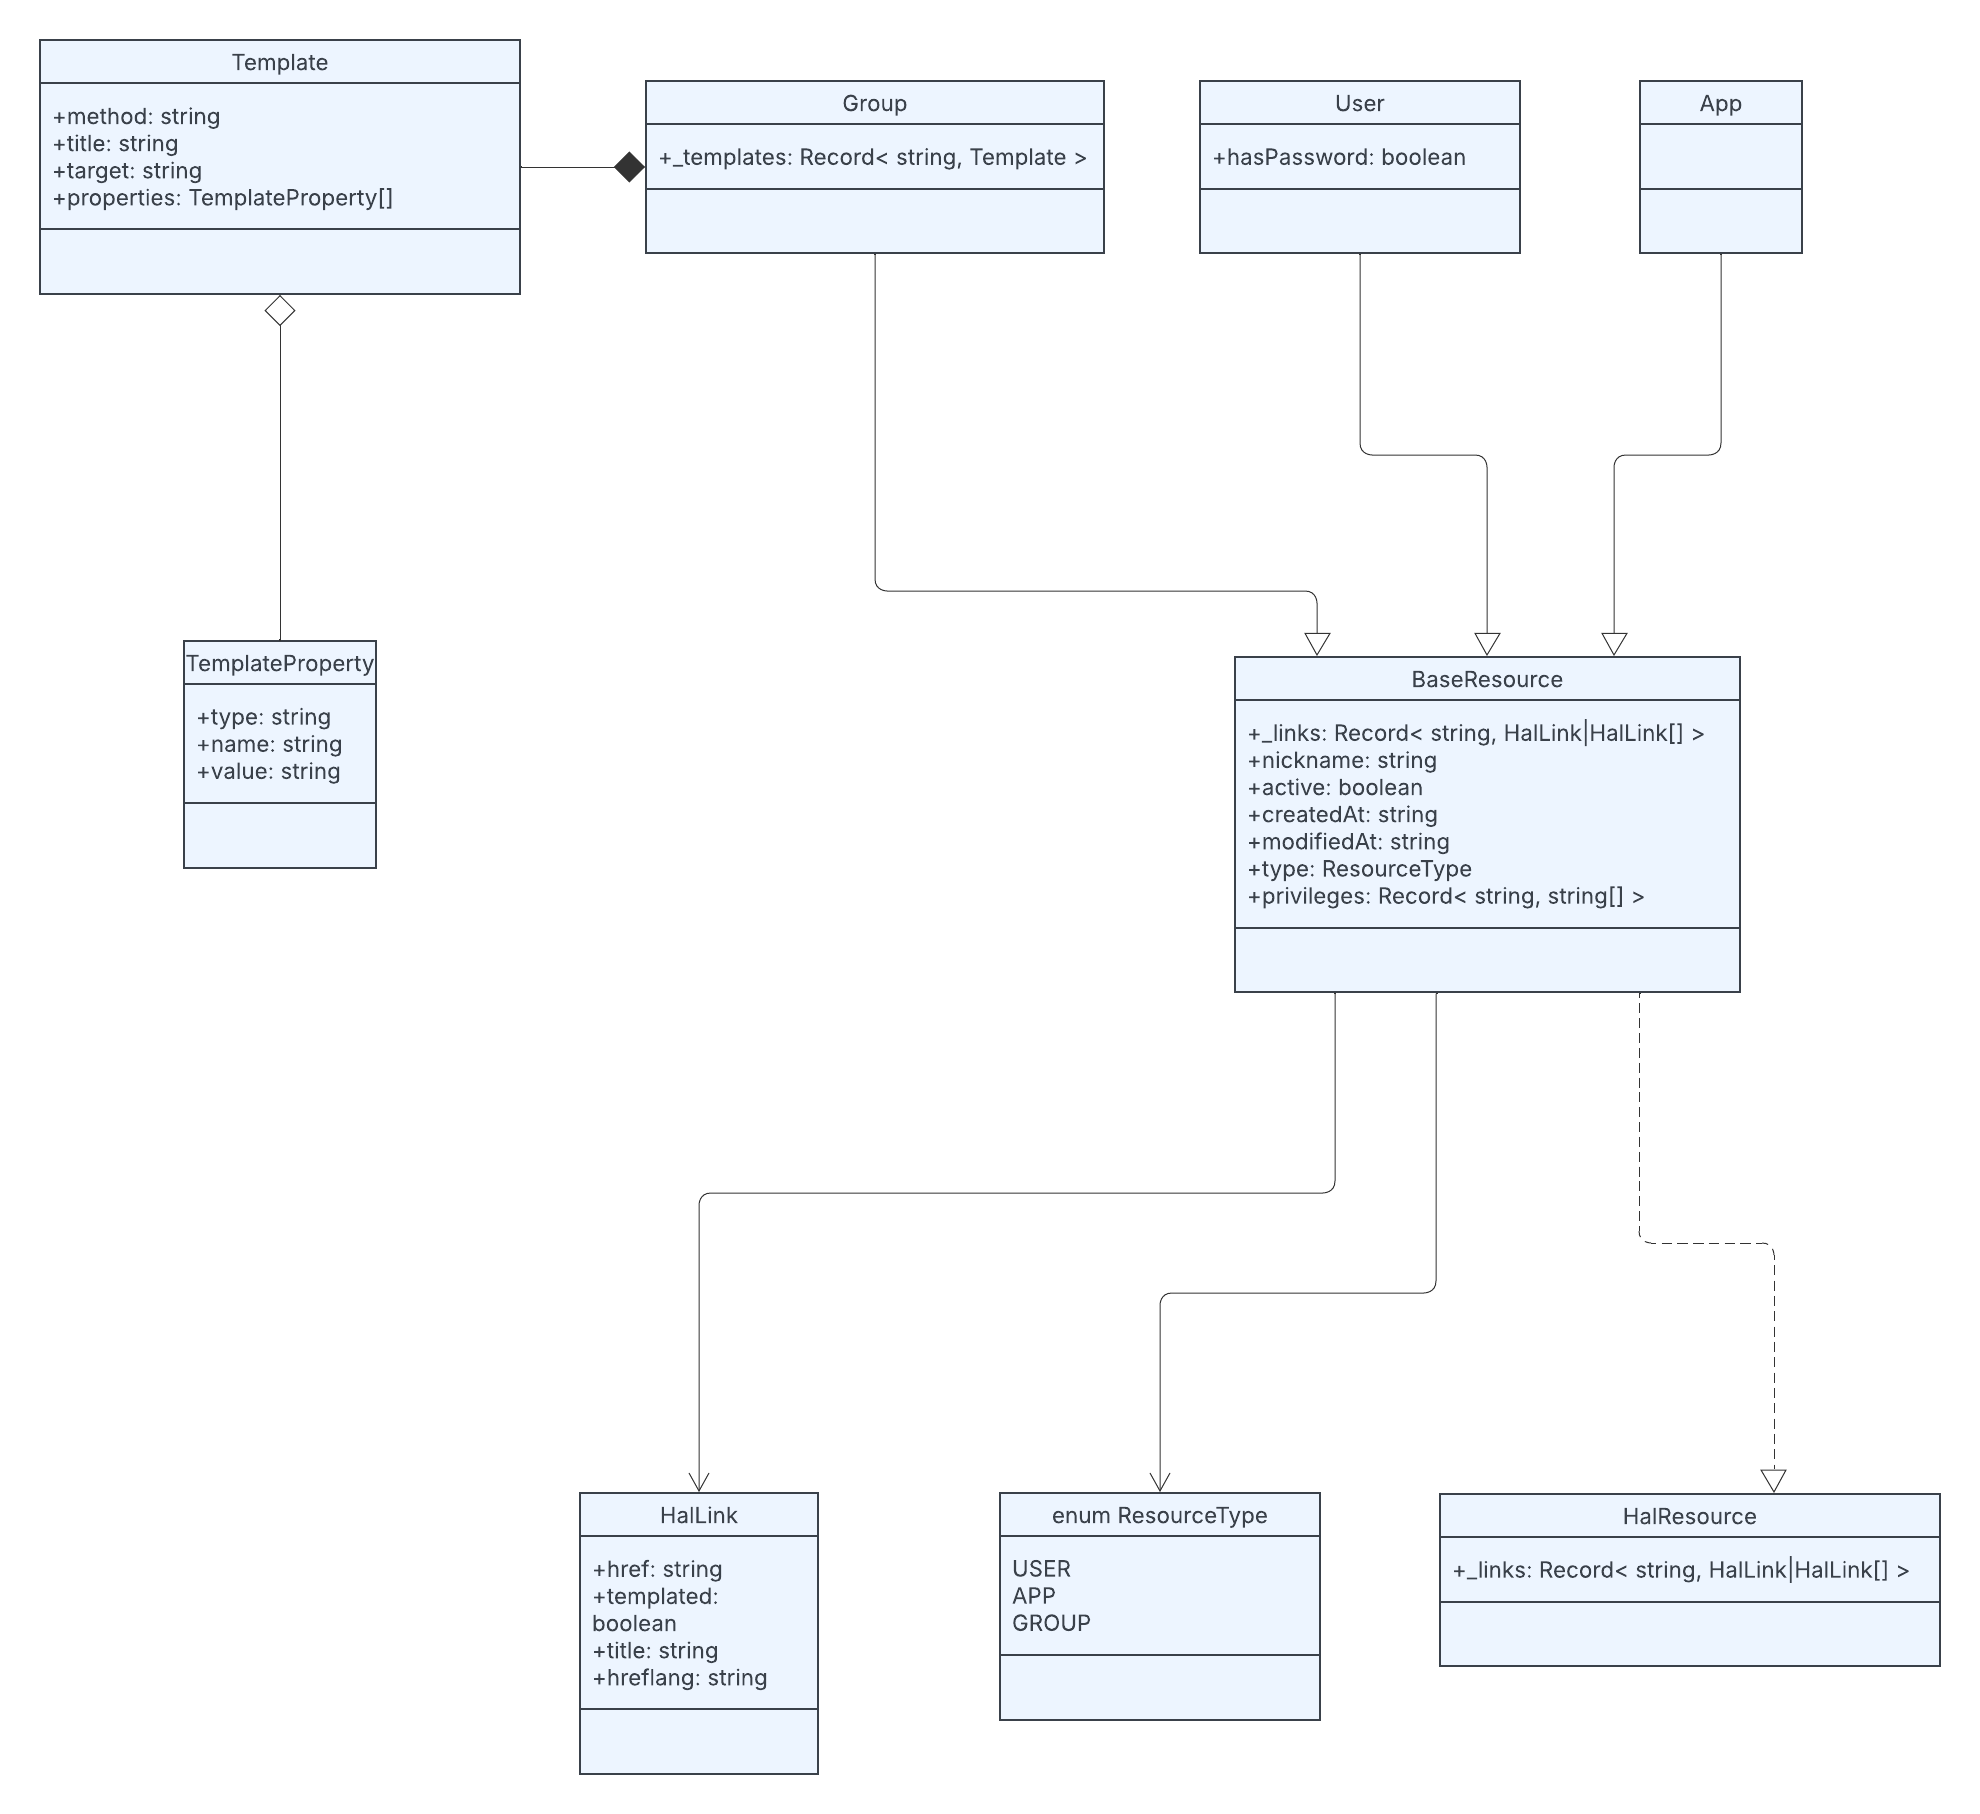 Template
+method: string
+title: string
+target: string
+properties: TemplateProperty[]
Group
+_templates: Record< string, Template >
User
+hasPassword: boolean
App
TemplateProperty
+type: string
+name: string
+value: string
BaseResource
+_links: Record< string, HalLink|HalLink[] >
+nickname: string
+active: boolean
+createdAt: string
+modifiedAt: string
+type: ResourceType
+privileges: Record< string, string[] >
HalLink
+href: string
+templated:
boolean
+title: string
+hreflang: string
enum ResourceType
USER
APP
GROUP
HalResource
+_links: Record< string, HalLink|HalLink[] >